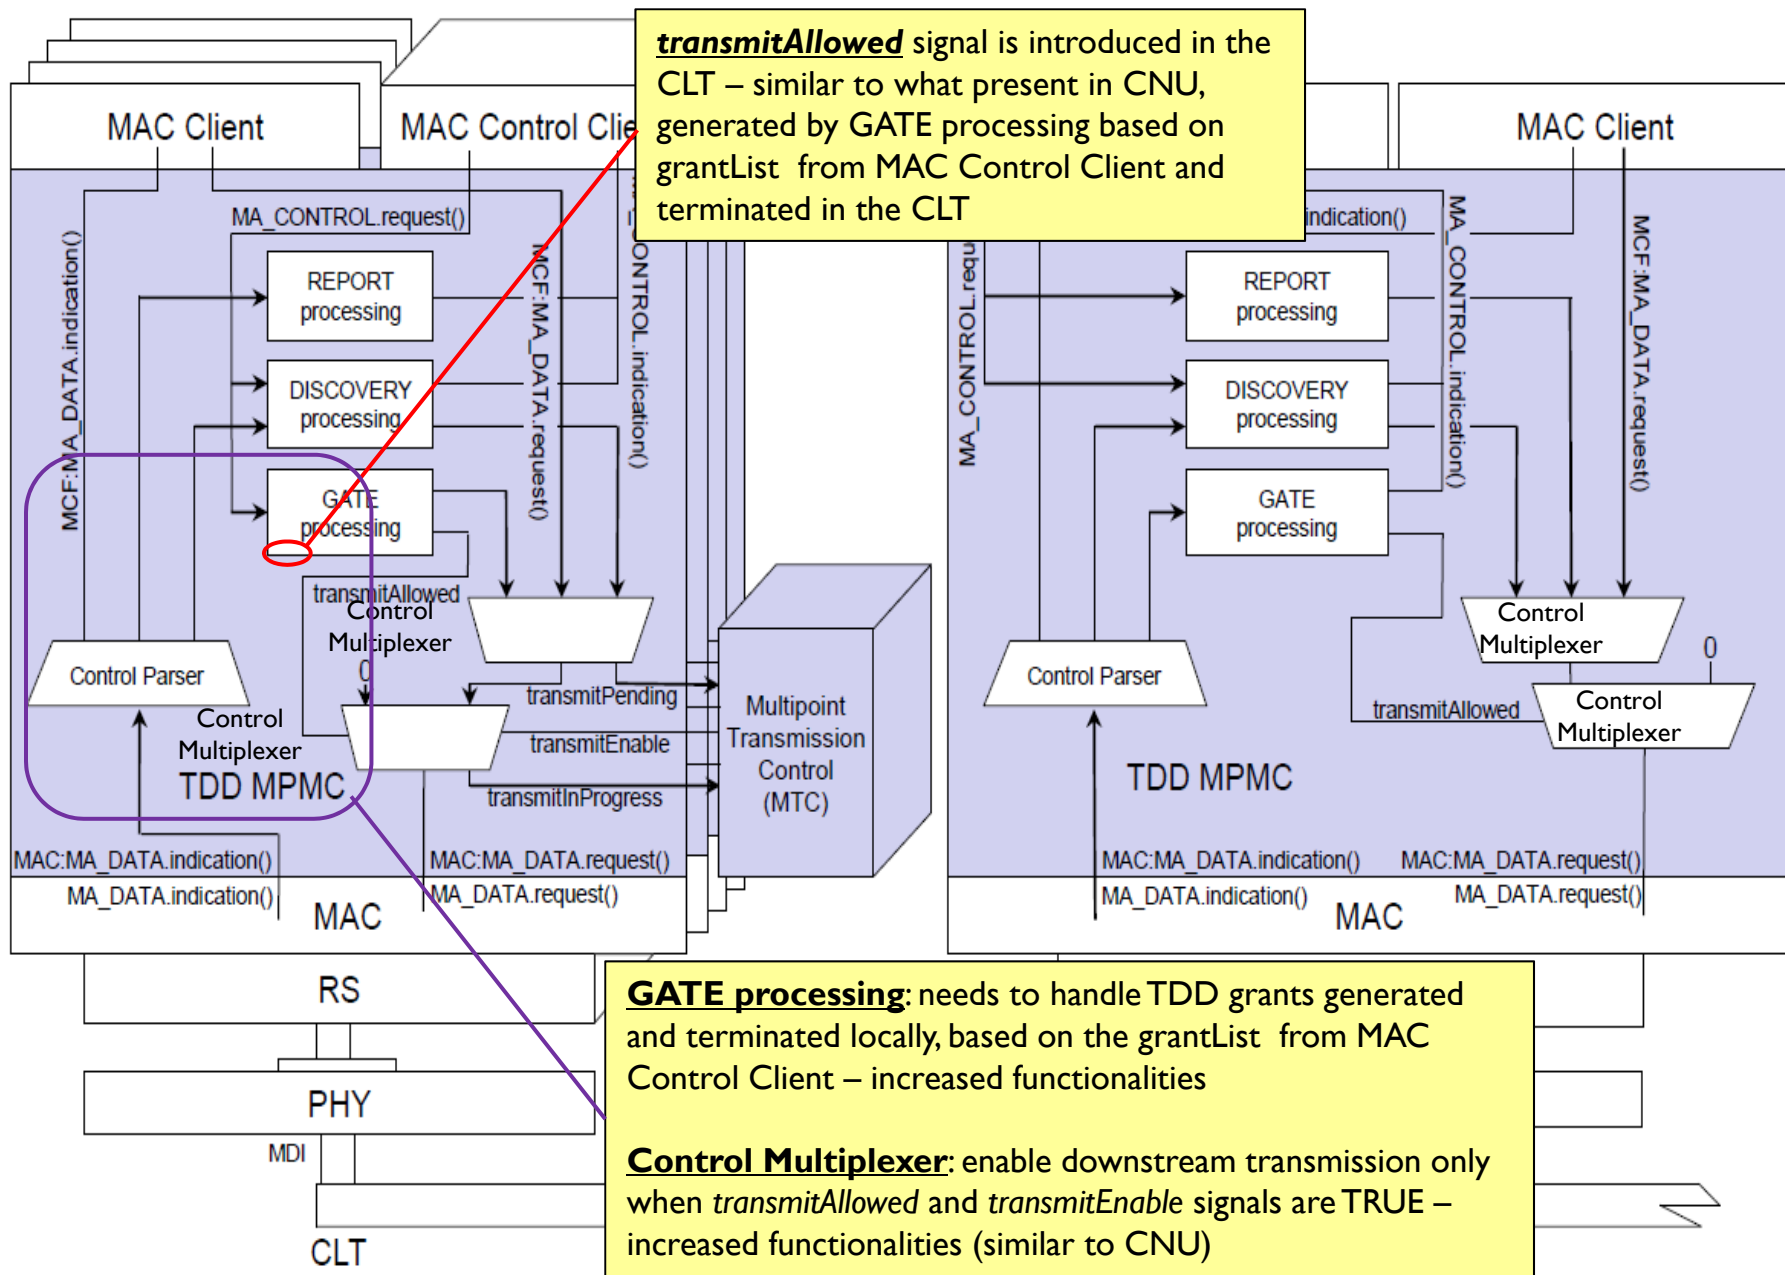 transmitAllowed signal is introduced in the
CLT – similar to what present in CNU,
generated by GATE processing based on
grantList from MAC Control Client and
terminated in the CLT
MAC Client
MAC Control Clie
MAC Client
MCF:MA_DATA.indication()
MA_CONTROL.request()
MCF:MA_DATA.request()
CONTROL.indication()
REPORT
processing
DISCOVERY
processing
GATE
processing
transmitAllowed
Control
Multiplexer
0
Control Parser
Control
Multiplexer
TDD MPMC
transmitPending
transmitEnable
transmitInProgress
Multipoint
Transmission
Control
(MTC)
MAC:MA_DATA.indication()
MAC:MA_DATA.request()
MA_DATA.indication()
MA_DATA.request()
MAC
RS
PHY
MDI
CLT
indication()
MA_CONTROL.requ
MA_CONTROL.indication()
MCF:MA_DATA.request()
REPORT
processing
DISCOVERY
processing
GATE
processing
Control
Multiplexer
0
Control Parser
transmitAllowed
Control
Multiplexer
TDD MPMC
MAC:MA_DATA.indication()
MAC:MA_DATA.request()
MA_DATA.indication()
MA_DATA.request()
MAC
GATE processing: needs to handle TDD grants generated
and terminated locally, based on the grantList from MAC
Control Client – increased functionalities
Control Multiplexer: enable downstream transmission only
when transmitAllowed and transmitEnable signals are TRUE –
increased functionalities (similar to CNU)